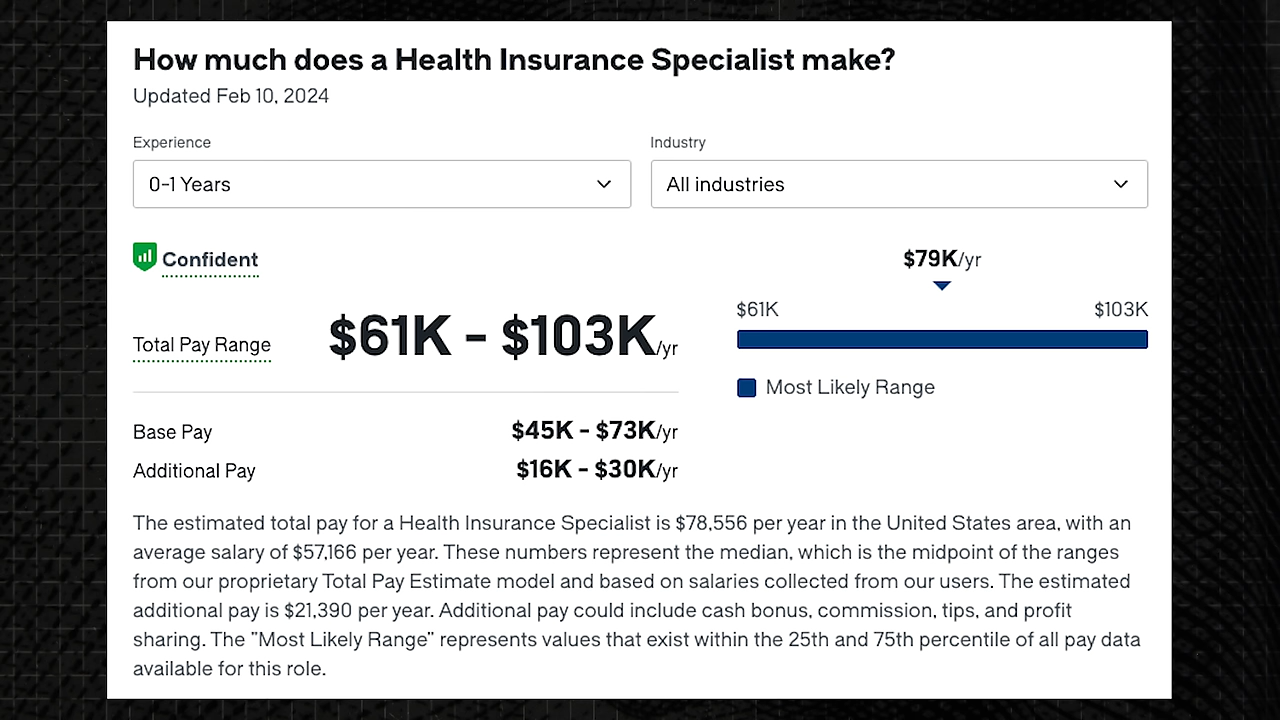 How much does a Health Insurance Specialist make?
Updated Feb 10, 2024
Experience
Industry
0-1 Years
All industries
Confident
$79K/yr
$61K
$103K
Total Pay Range
$61K - $103K/yr
Most Likely Range
Base Pay
$45K - $73K/yr
Additional Pay
$16K - $30K/yr
The estimated total pay for a Health Insurance Specialist is $78,556 per year in the United States area, with an
average salary of $57,166 per year. These numbers represent the median, which is the midpoint of the ranges
from our proprietary Total Pay Estimate model and based on salaries collected from our users. The estimated
additional pay is $21,390 per year. Additional pay could include cash bonus, commission, tips, and profit
sharing. The "Most Likely Range" represents values that exist within the 25th and 75th percentile of all pay data
available for this role.